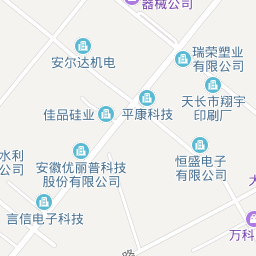 器械公司
安尔达机电
瑞荣塑业
有限公司
天长市翔宇
印刷厂
佳品硅业
平康科技
恒盛电子
有限公司
水利
公司
安徽优丽普科技
股份有限公司
言信电子科技
大
万科
路